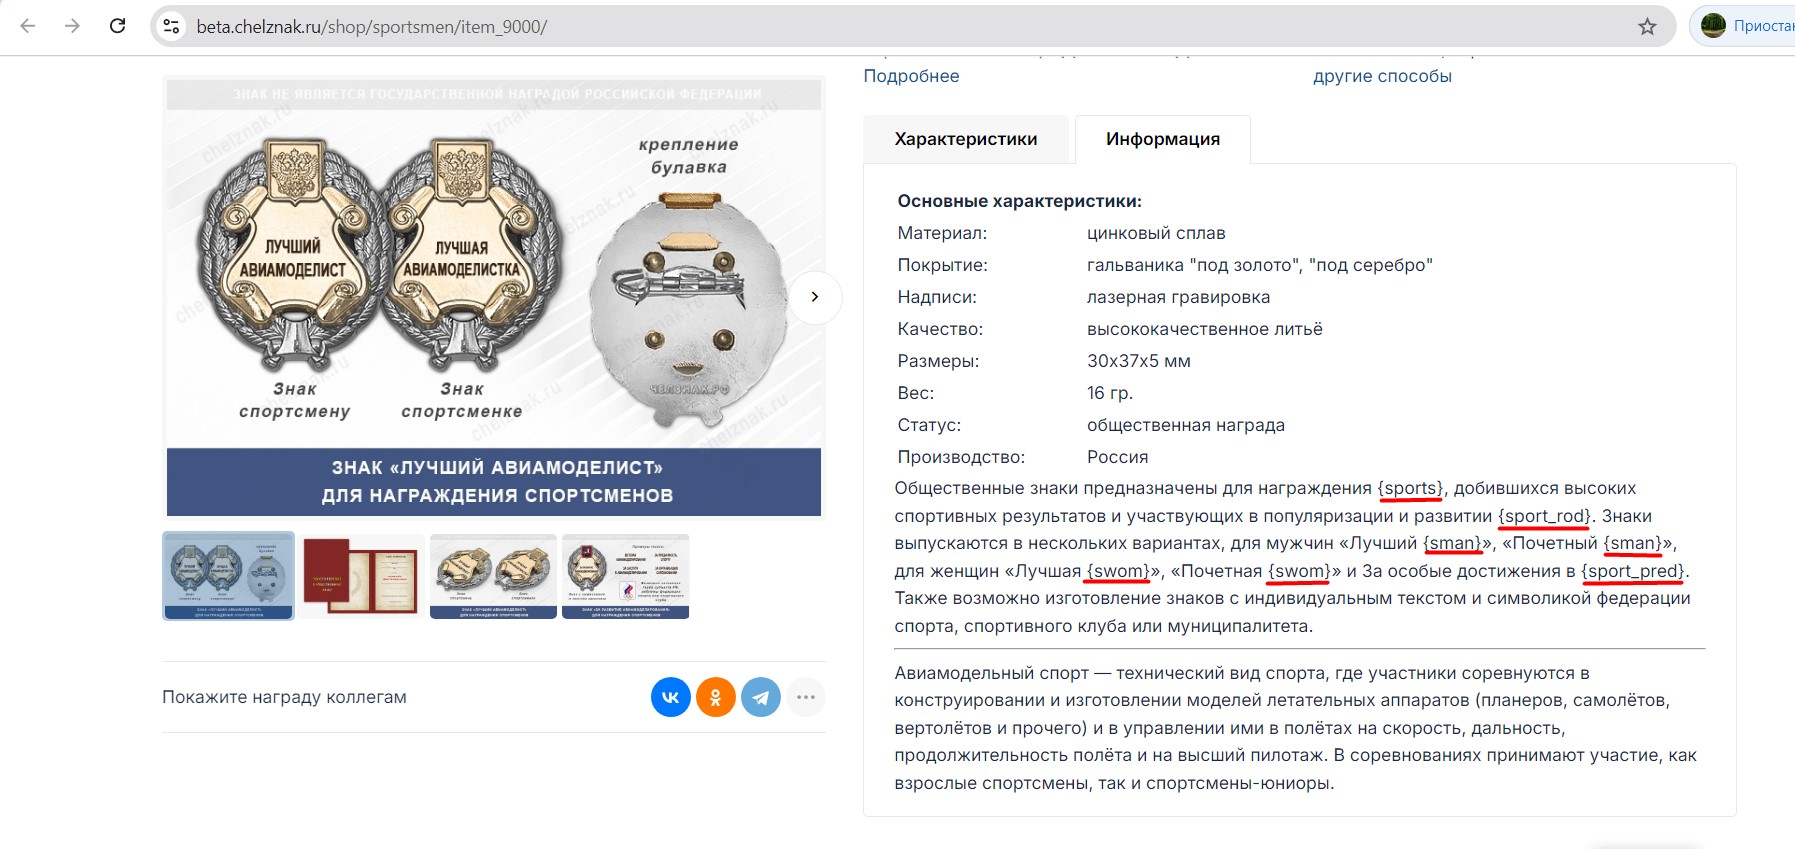 beta.chelznak.ru/shop/sportsmen/item_9000/
Приостан
Подробнее
другие способы
ЗНАК НЕ ЯВЛЯЕТСЯ ГОСУДАРСТВЕННОЙ НАГРАДОЙ РОССИЙСКОЙ ФЕДЕРАЦИИ
крепление
булавка
ЛУЧШИЙ
АВИАМОДЕЛИСТ
ЛУЧШАЯ
АВИАМОДЕЛИСТКА
ЧЕЛЗНАК.РФ
Знак
спортсмену
Знак
спортсменке
chelznak.ru
ЗНАК «ЛУЧШИЙ АВИАМОДЕЛИСТ»
ДЛЯ НАГРАЖДЕНИЯ СПОРТСМЕНОВ
Покажите награду коллегам
Характеристики
Информация
Основные характеристики:
Материал: цинковый сплав
Покрытие: гальваника "под золото", "под серебро"
Надписи: лазерная гравировка
Качество: высококачественное литьё
Размеры: 30х37х5 мм
Вес: 16 гр.
Статус: общественная награда
Производство: Россия
Общественные знаки предназначены для награждения {sports}, добившихся высоких
спортивных результатов и участвующих в популяризации и развитии {sport_rod}. Знаки
выпускаются в нескольких вариантах, для мужчин «Лучший {sman}», «Почетный {sman}»,
для женщин «Лучшая {swom}», «Почетная {swom}» и За особые достижения в {sport_pred}.
Также возможно изготовление знаков с индивидуальным текстом и символикой федерации
спорта, спортивного клуба или муниципалитета.
Авиамодельный спорт — технический вид спорта, где участники соревнуются в
конструировании и изготовлении моделей летательных аппаратов (планеров, самолётов,
вертолётов и прочего) и в управлении ими в полётах на скорость, дальность,
продолжительность полёта и на высший пилотаж. В соревнованиях принимают участие, как
взрослые спортсмены, так и спортсмены-юниоры.